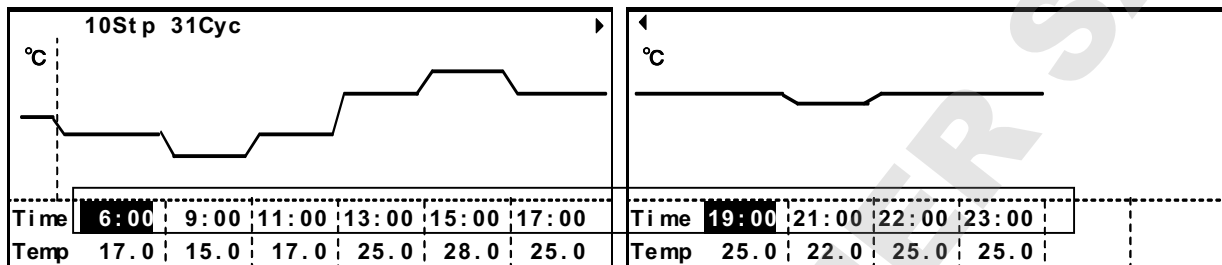 10Stp 31Cyc
℃
Time 6:00 9:00 11:00 13:00 15:00 17:00
Temp 17.0 15.0 17.0 25.0 28.0 25.0
℃
Time 19:00 21:00 22:00 23:00
Temp 25.0 22.0 25.0 25.0